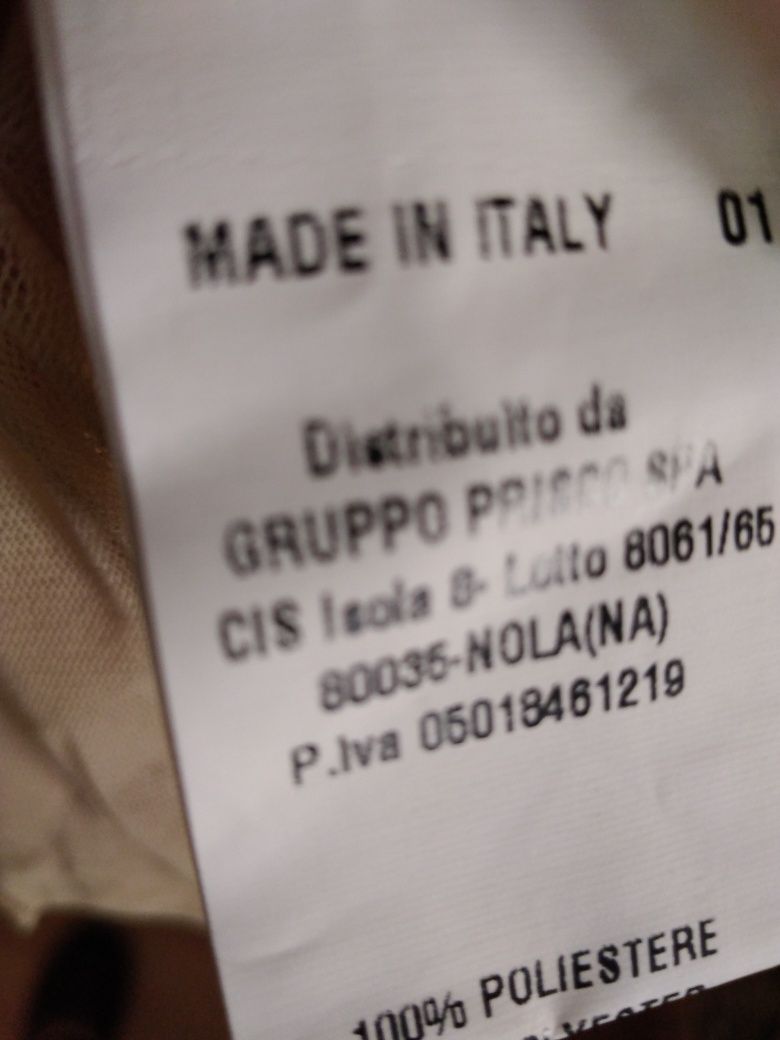 MADE IN ITALY 01
Distribuito da
GRUPPO PRISCO SPA
CIS Isola 8- Lotto 8061/65
80035-NOLA(NA)
P.Iva 05018461219
100% POLIESTERE